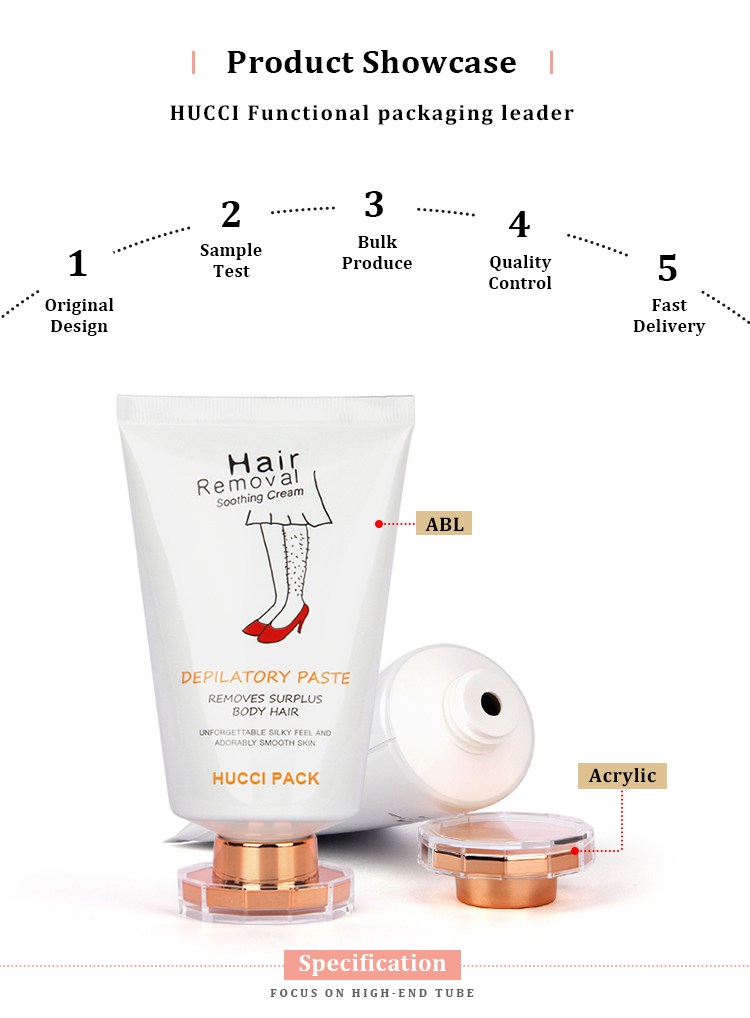 Product Showcase
HUCCI Functional packaging leader
1
Original
Design
2
Sample
Test
3
Bulk
Produce
4
Quality
Control
5
Fast
Delivery
Hair
Removal
Soothing Cream
ABL
DEPILATORY PASTE
REMOVES SURPLUS
BODY HAIR
UNFORGETTABLE SILKY FEEL AND
ADORABLY SMOOTH SKIN
HUCCI PACK
Acrylic
Specification
FOCUS ON HIGH-END TUBE